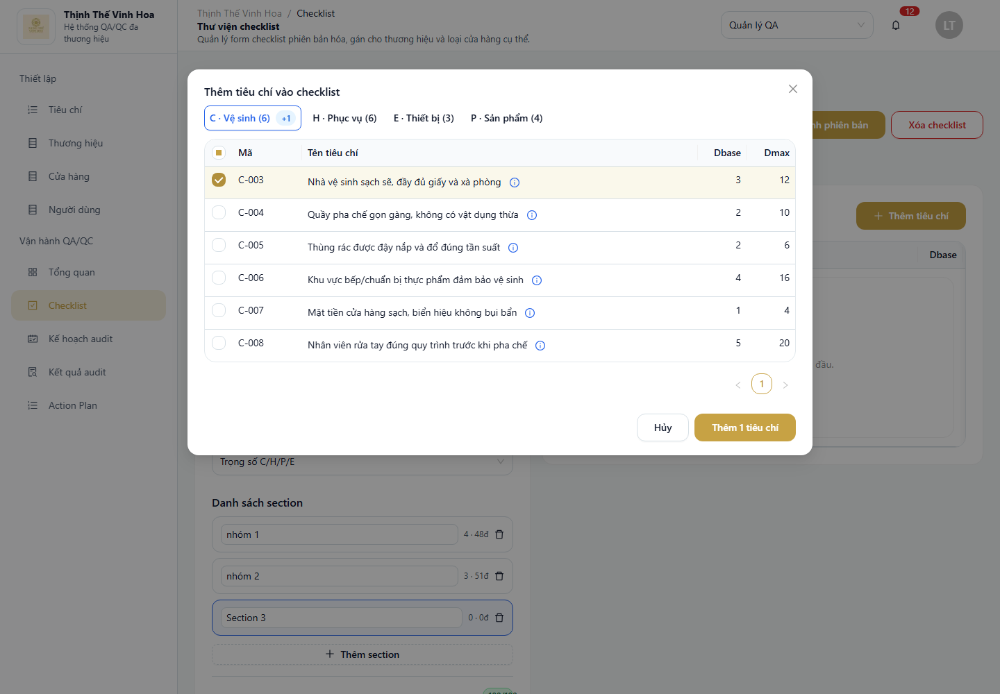 Thịnh Thế Vinh Hoa
Hệ thống QA/QC đa
thương hiệu
Thịnh Thế Vinh Hoa / Checklist
Thư viện checklist
Quản lý form checklist phiên bản hóa, gán cho thương hiệu và loại cửa hàng cụ thể.
Quản lý QA
12
LT
Thiết lập
Tiêu chí
Thương hiệu
Cửa hàng
Người dùng
Vận hành QA/QC
Tổng quan
Checklist
Kế hoạch audit
Kết quả audit
Action Plan
phiên bản
Xóa checklist
Thêm tiêu chí
Dbase
đầu.
Thêm tiêu chí vào checklist
C · Vệ sinh (6) +1
H · Phục vụ (6)
E · Thiết bị (3)
P · Sản phẩm (4)
Mã Tên tiêu chí Dbase Dmax
C-003 Nhà vệ sinh sạch sẽ, đầy đủ giấy và xà phòng 3 12
C-004 Quầy pha chế gọn gàng, không có vật dụng thừa 2 10
C-005 Thùng rác được đậy nắp và đổ đúng tần suất 2 6
C-006 Khu vực bếp/chuẩn bị thực phẩm đảm bảo vệ sinh 4 16
C-007 Mặt tiền cửa hàng sạch, biển hiệu không bụi bẩn 1 4
C-008 Nhân viên rửa tay đúng quy trình trước khi pha chế 5 20
< 1 >
Hủy
Thêm 1 tiêu chí
Trọng số C/H/P/E
Danh sách section
nhóm 1 4 · 48đ
nhóm 2 3 · 51đ
Section 3 0 · 0đ
Thêm section